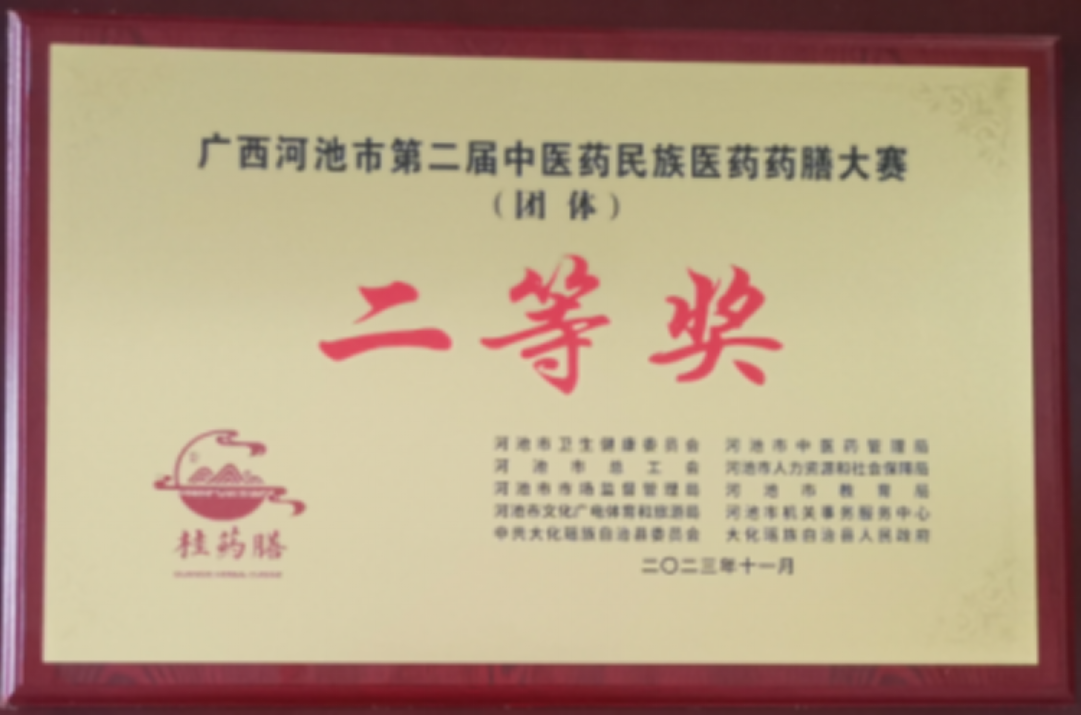 广西河池市第二届中医药民族医药药膳大赛
（团体）
二等奖
河池市卫生健康委员会 河池市中医药管理局
河池市总工会 河池市人力资源和社会保障局
河池市市场监督管理局 河池市教育局
河池市文化广电体育和旅游局 河池市机关事务服务中心
中共大化瑶族自治县委员会 大化瑶族自治县人民政府
二〇二三年十一月
桂药膳